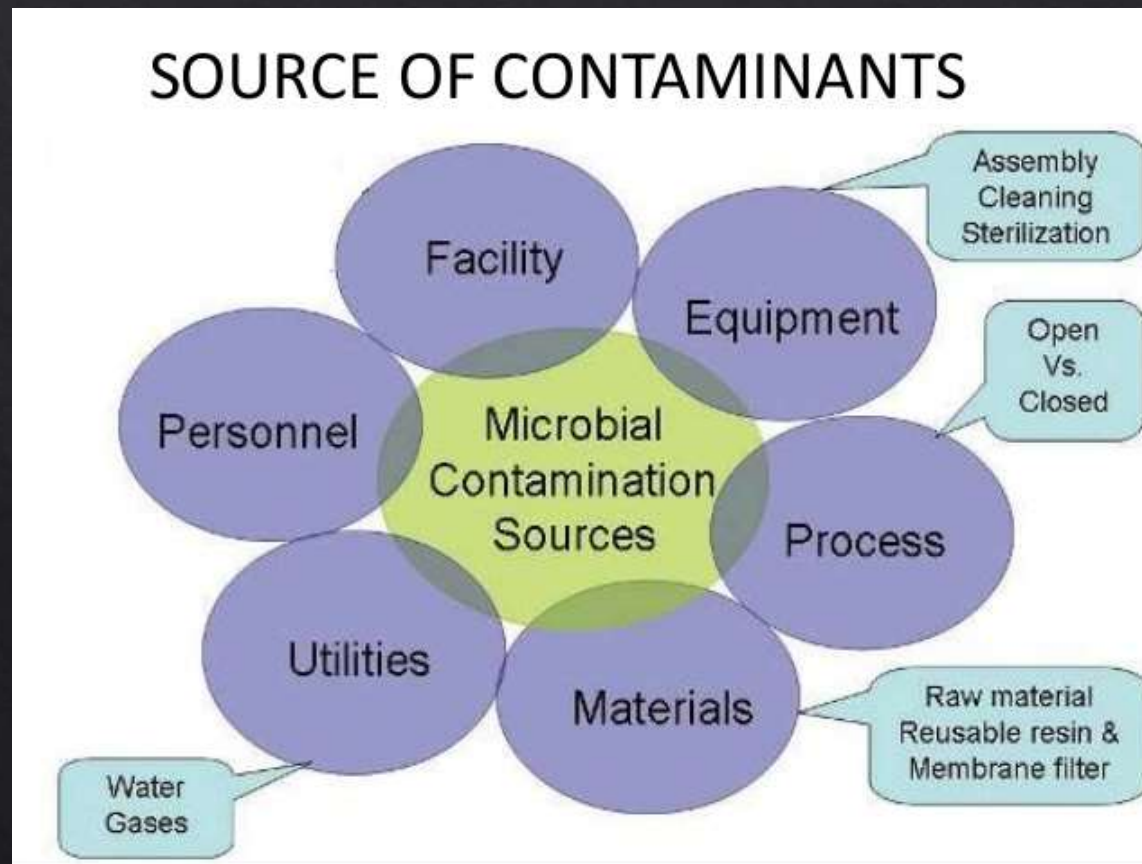 SOURCE OF CONTAMINANTS
Facility
Equipment
Assembly
Cleaning
Sterilization
Open
Vs.
Closed
Personnel
Microbial
Contamination
Sources
Process
Utilities
Materials
Raw material
Reusable resin &
Membrane filter
Water
Gases